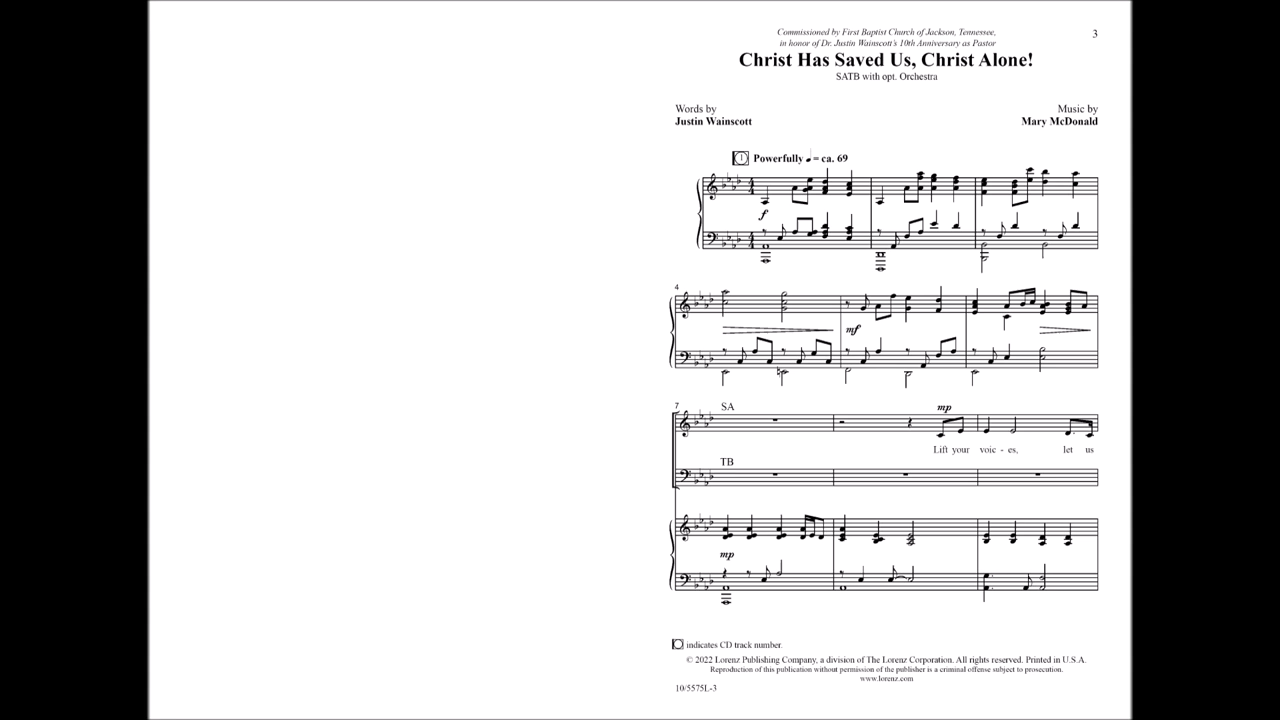 Commissioned by First Baptist Church of Jackson, Tennessee,
in honor of Dr. Justin Wainscott's 10th Anniversary as Pastor
3
Christ Has Saved Us, Christ Alone!
SATB with opt. Orchestra
Words by
Justin Wainscott
Music by
Mary McDonald
1 Powerfully ♩ = ca. 69
f
4
mf
7
SA
mp
Lift your voic - es, let us
TB
mp
indicates CD track number.
© 2022 Lorenz Publishing Company, a division of The Lorenz Corporation. All rights reserved. Printed in U.S.A.
Reproduction of this publication without permission of the publisher is a criminal offense subject to prosecution.
www.lorenz.com
10/5575L-3